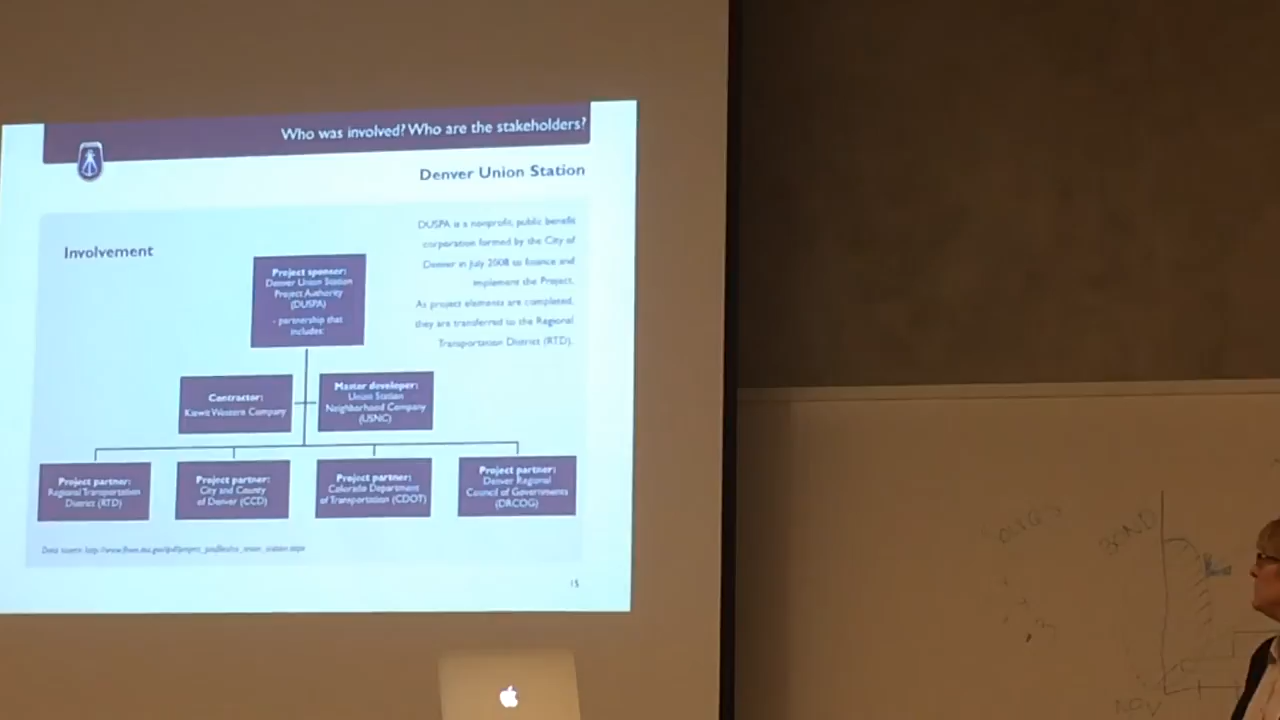 Who was involved? Who are the stakeholders?
Denver Union Station
Involvement
DUSPA is a nonprofit, public benefit
corporation formed by the City of
Denver in July 2008 to finance and
implement the Project.
As project elements are completed,
they are transferred to the Regional
Transportation District (RTD).
Project sponsor:
Denver Union Station
Project Authority
(DUSPA)
- partnership that
includes:
Contractor:
Kiewit Western Company
Master developer:
Union Station
Neighborhood Company
(USNC)
Project partner:
Regional Transportation
District (RTD)
Project partner:
City and County
of Denver (CCD)
Project partner:
Colorado Department
of Transportation (CDOT)
Project partner:
Denver Regional
Council of Governments
(DRCOG)
Data source:
15
BOND
NOV